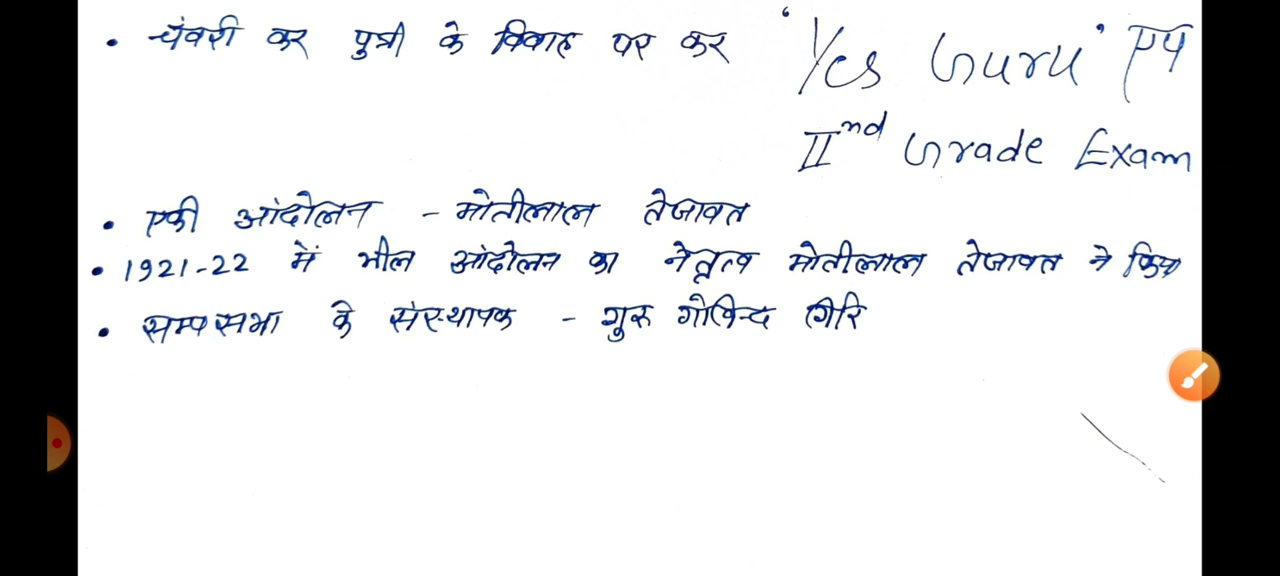 • चंवरी कर पुत्री के विवाह पर कर
'Yes Guru' एप
IInd Grade Exam
• एकी आंदोलन - मोतीलाल तेजावत
• 1921-22 में भील आंदोलन का नेतृत्व मोतीलाल तेजावत ने किया
• सम्पसभा के संस्थापक - गुरु गोविन्द गिरि